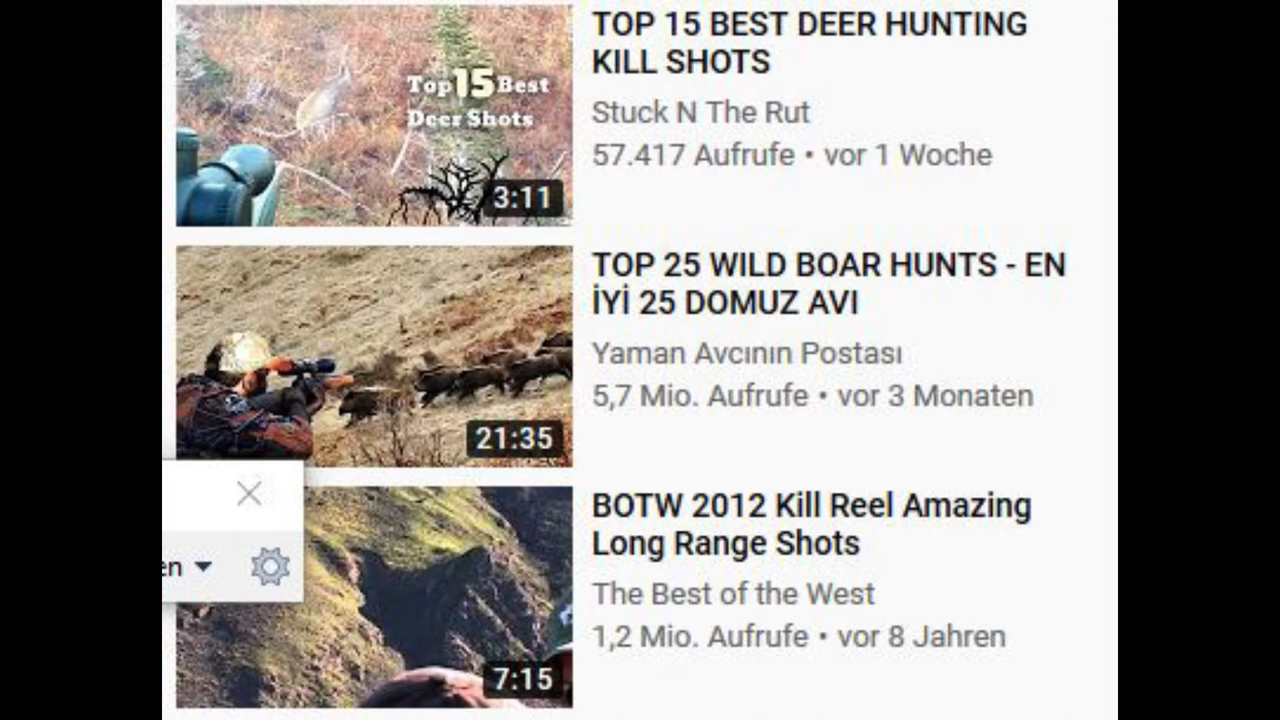 Top 15 Best
Deer Shots
3:11
TOP 15 BEST DEER HUNTING
KILL SHOTS
Stuck N The Rut
57.417 Aufrufe • vor 1 Woche
21:35
TOP 25 WILD BOAR HUNTS - EN
İYİ 25 DOMUZ AVI
Yaman Avcının Postası
5,7 Mio. Aufrufe • vor 3 Monaten
en
7:15
BOTW 2012 Kill Reel Amazing
Long Range Shots
The Best of the West
1,2 Mio. Aufrufe • vor 8 Jahren